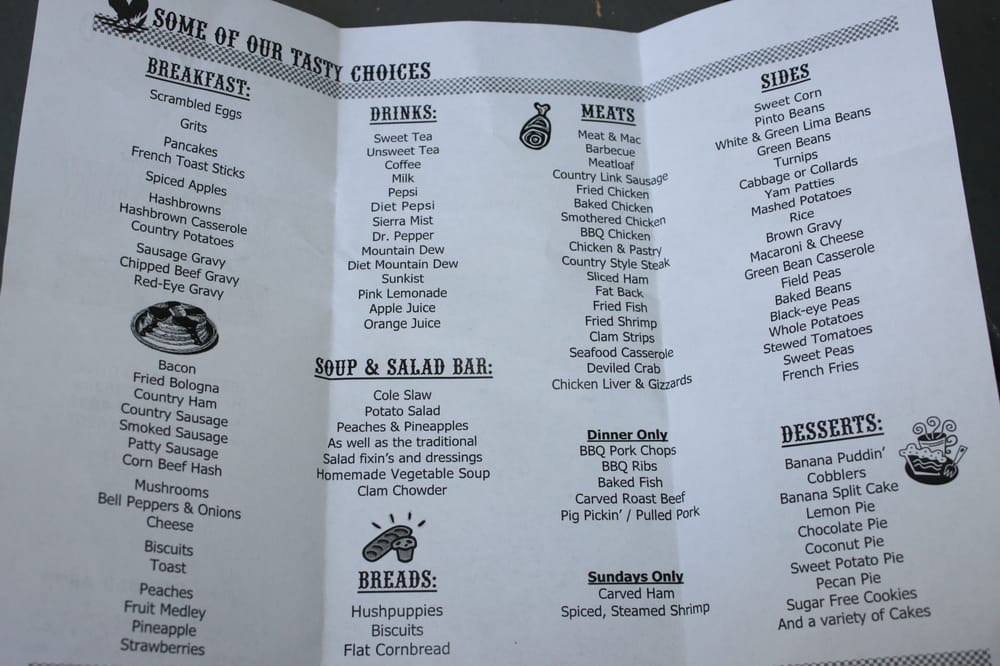 SOME OF OUR TASTY CHOICES
BREAKFAST:
Scrambled Eggs
Grits
Pancakes
French Toast Sticks
Spiced Apples
Hashbrowns
Hashbrown Casserole
Country Potatoes
Sausage Gravy
Chipped Beef Gravy
Red-Eye Gravy
Bacon
Fried Bologna
Country Ham
Country Sausage
Smoked Sausage
Patty Sausage
Corn Beef Hash
Mushrooms
Bell Peppers & Onions
Cheese
Biscuits
Toast
Peaches
Fruit Medley
Pineapple
Strawberries
DRINKS:
Sweet Tea
Unsweet Tea
Coffee
Milk
Pepsi
Diet Pepsi
Sierra Mist
Dr. Pepper
Mountain Dew
Diet Mountain Dew
Sunkist
Pink Lemonade
Apple Juice
Orange Juice
SOUP & SALAD BAR:
Cole Slaw
Potato Salad
Peaches & Pineapples
As well as the traditional
Salad fixin's and dressings
Homemade Vegetable Soup
Clam Chowder
BREADS:
Hushpuppies
Biscuits
Flat Cornbread
MEATS
Meat & Mac
Barbecue
Meatloaf
Country Link Sausage
Fried Chicken
Baked Chicken
Smothered Chicken
BBQ Chicken
Chicken & Pastry
Country Style Steak
Sliced Ham
Fat Back
Fried Fish
Fried Shrimp
Clam Strips
Seafood Casserole
Deviled Crab
Chicken Liver & Gizzards
Dinner Only
BBQ Pork Chops
BBQ Ribs
Baked Fish
Carved Roast Beef
Pig Pickin' / Pulled Pork
Sundays Only
Carved Ham
Spiced, Steamed Shrimp
SIDES
Sweet Corn
Pinto Beans
White & Green Lima Beans
Green Beans
Turnips
Cabbage or Collards
Yam Patties
Mashed Potatoes
Rice
Brown Gravy
Macaroni & Cheese
Green Bean Casserole
Field Peas
Baked Beans
Black-eye Peas
Whole Potatoes
Stewed Tomatoes
Sweet Peas
French Fries
DESSERTS:
Banana Puddin'
Cobblers
Banana Split Cake
Lemon Pie
Chocolate Pie
Coconut Pie
Sweet Potato Pie
Pecan Pie
Sugar Free Cookies
And a variety of Cakes